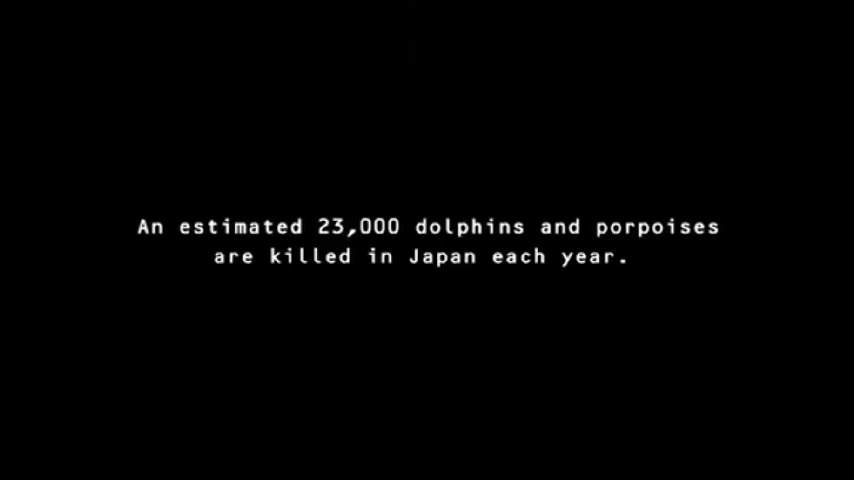 An estimated 23,000 dolphins and porpoises
are killed in Japan each year.